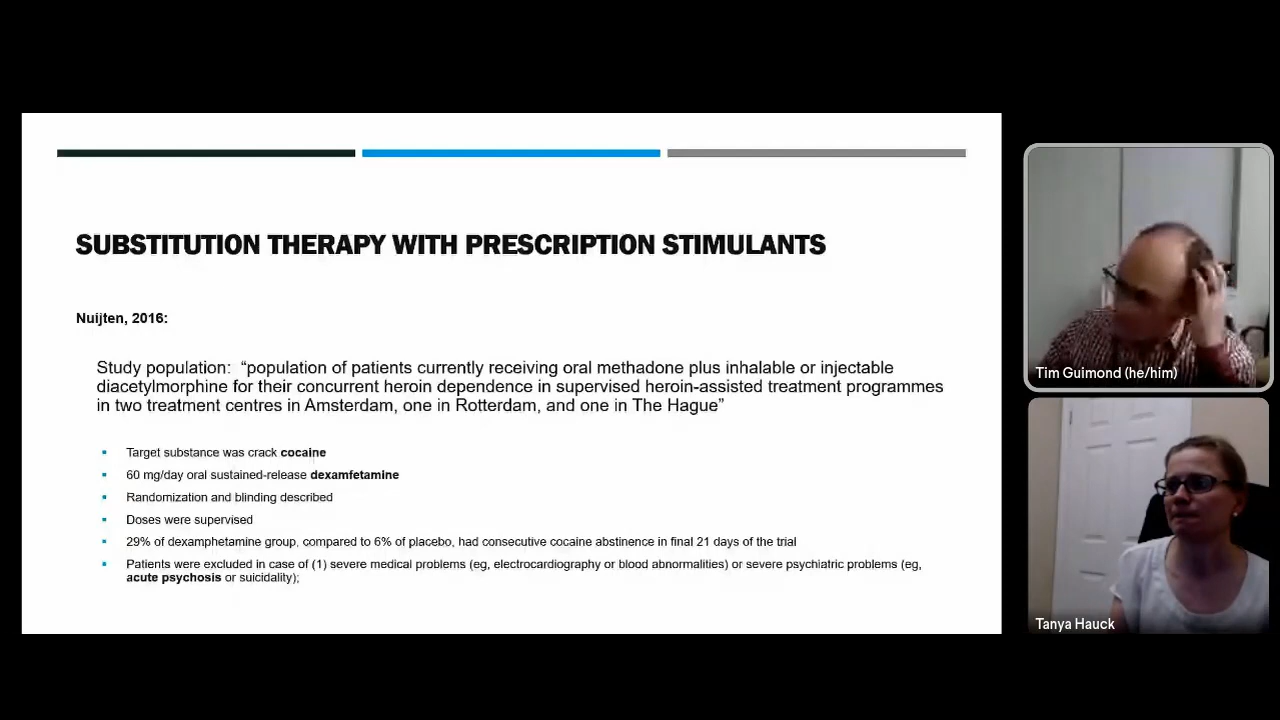 SUBSTITUTION THERAPY WITH PRESCRIPTION STIMULANTS
Nuijten, 2016:
Study population: “population of patients currently receiving oral methadone plus inhalable or injectable
diacetylmorphine for their concurrent heroin dependence in supervised heroin-assisted treatment programmes
in two treatment centres in Amsterdam, one in Rotterdam, and one in The Hague”
Target substance was crack cocaine
60 mg/day oral sustained-release dexamfetamine
Randomization and blinding described
Doses were supervised
29% of dexamphetamine group, compared to 6% of placebo, had consecutive cocaine abstinence in final 21 days of the trial
Patients were excluded in case of (1) severe medical problems (eg, electrocardiography or blood abnormalities) or severe psychiatric problems (eg,
acute psychosis or suicidality);
Tim Guimond (he/him)
Tanya Hauck